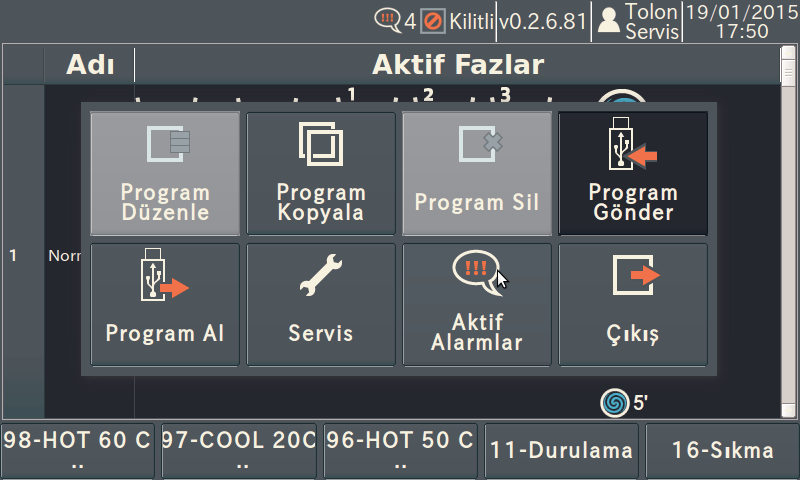 4 Kilitli v0.2.6.81 Tolon 19/01/2015
Servis 17:50
Adı Aktif Fazlar
1 2 3
Program Düzenle
Program Kopyala
Program Sil
Program Gönder
1 Norr
Program Al
Servis
!!!
Aktif Alarmlar
Çıkış
5'
98-HOT 60 C ..
97-COOL 20C ..
96-HOT 50 C ..
11-Durulama
16-Sıkma